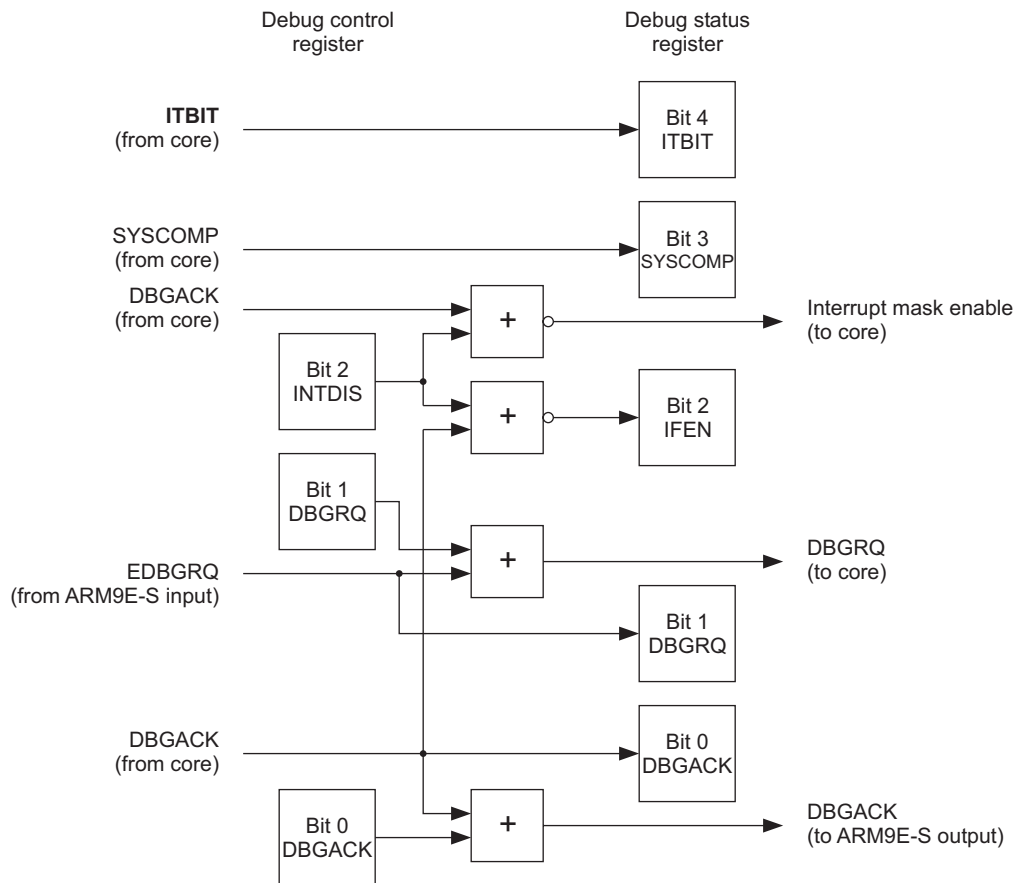 Debug control
register
Debug status
register
ITBIT
(from core)
Bit 4
ITBIT
SYSCOMP
(from core)
Bit 3
SYSCOMP
DBGACK
(from core)
+
Interrupt mask enable
(to core)
Bit 2
INTDIS
+
Bit 2
IFEN
Bit 1
DBGRQ
+
DBGRQ
(to core)
EDBGRQ
(from ARM9E-S input)
Bit 1
DBGRQ
DBGACK
(from core)
Bit 0
DBGACK
Bit 0
DBGACK
+
DBGACK
(to ARM9E-S output)